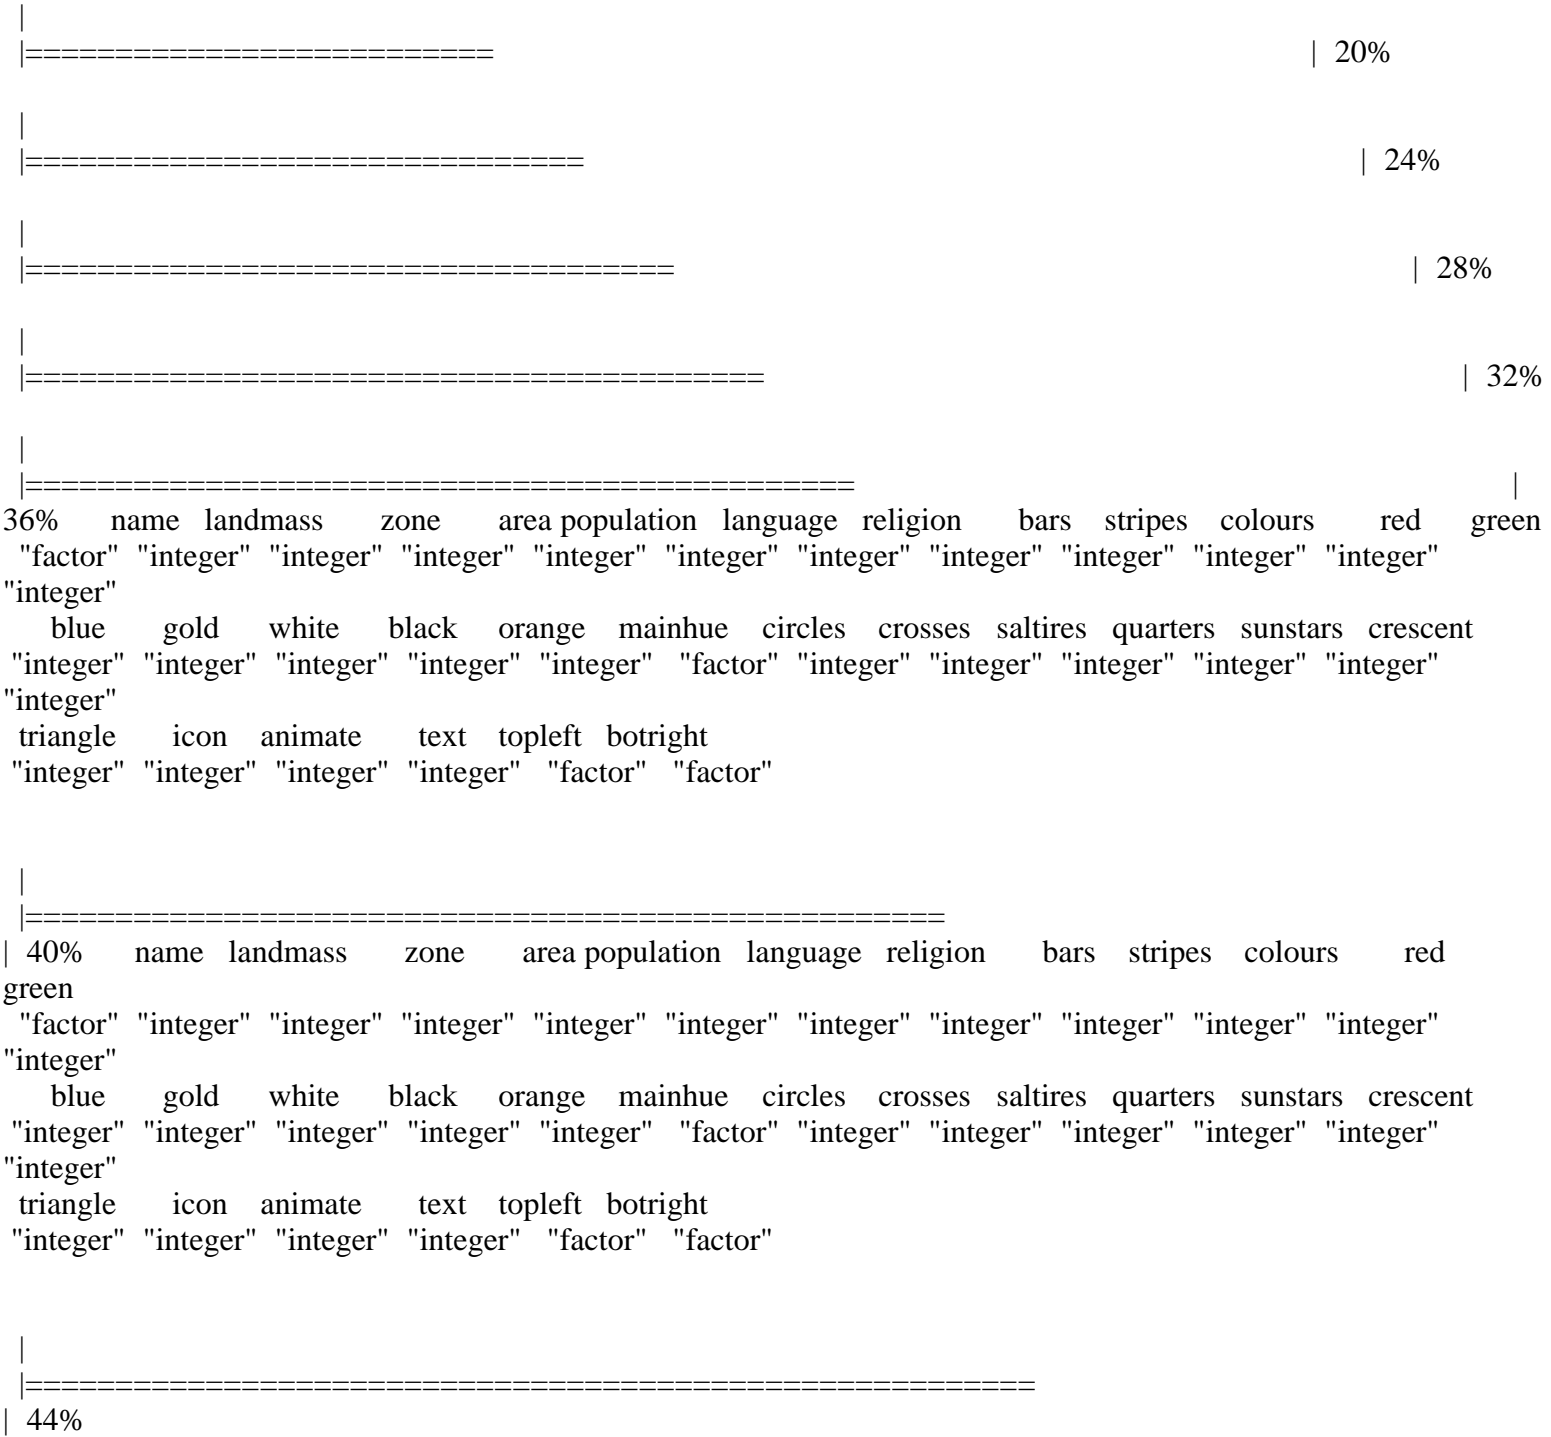 |
|========================== | 20%
|
|=============================== | 24%
|
|==================================== | 28%
|
|========================================= | 32%
|
|============================================== |
36% name landmass zone area population language religion bars stripes colours red green
"factor" "integer" "integer" "integer" "integer" "integer" "integer" "integer" "integer" "integer" "integer"
"integer"
blue gold white black orange mainhue circles crosses saltires quarters sunstars crescent
"integer" "integer" "integer" "integer" "integer" "factor" "integer" "integer" "integer" "integer" "integer"
"integer"
triangle icon animate text topleft botright
"integer" "integer" "integer" "integer" "factor" "factor"
|
|===================================================
| 40% name landmass zone area population language religion bars stripes colours red
green
"factor" "integer" "integer" "integer" "integer" "integer" "integer" "integer" "integer" "integer" "integer"
"integer"
blue gold white black orange mainhue circles crosses saltires quarters sunstars crescent
"integer" "integer" "integer" "integer" "integer" "factor" "integer" "integer" "integer" "integer" "integer"
"integer"
triangle icon animate text topleft botright
"integer" "integer" "integer" "integer" "factor" "factor"
|
|========================================================
| 44%